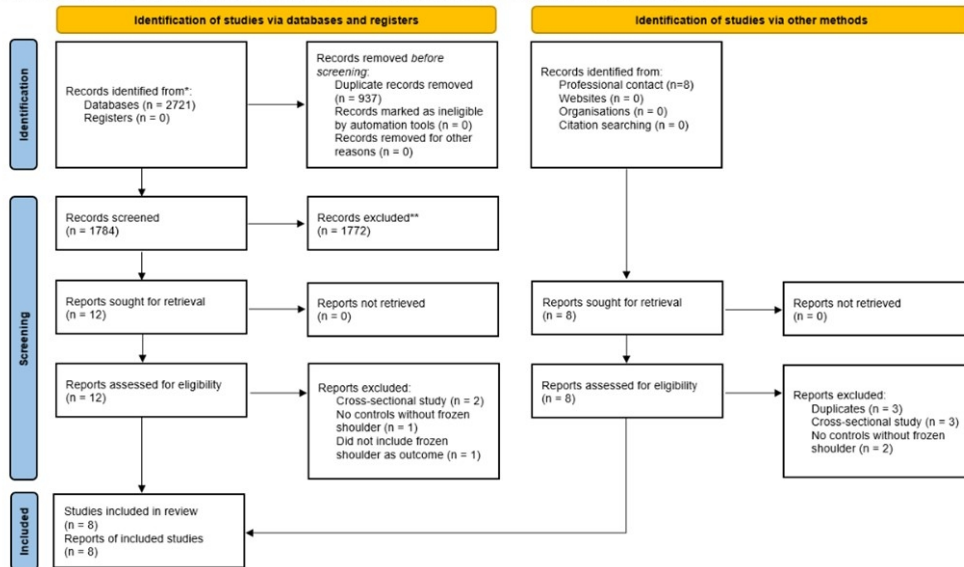 Identification of studies via databases and registers
Identification of studies via other methods
Identification
Records identified from*:
Databases (n = 2721)
Registers (n = 0)
Records removed before
screening:
Duplicate records removed
(n = 937)
Records marked as ineligible
by automation tools (n = 0)
Records removed for other
reasons (n = 0)
Records identified from:
Professional contact (n=8)
Websites (n = 0)
Organisations (n = 0)
Citation searching (n = 0)
Screening
Records screened
(n = 1784)
Records excluded**
(n = 1772)
Reports sought for retrieval
(n = 12)
Reports not retrieved
(n = 0)
Reports sought for retrieval
(n = 8)
Reports not retrieved
(n = 0)
Reports assessed for eligibility
(n = 12)
Reports excluded:
Cross-sectional study (n = 2)
No controls without frozen
shoulder (n = 1)
Did not include frozen
shoulder as outcome (n = 1)
Reports assessed for eligibility
(n = 8)
Reports excluded:
Duplicates (n = 3)
Cross-sectional study (n = 3)
No controls without frozen
shoulder (n = 2)
Included
Studies included in review
(n = 8)
Reports of included studies
(n = 8)